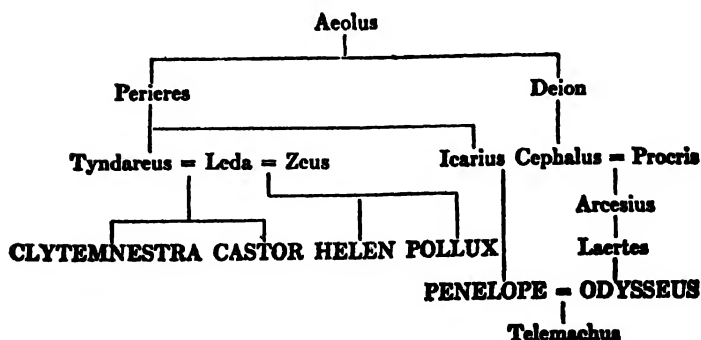 Aeolus
Perieres Deion
Tyndareus = Leda = Zeus Icarius Cephalus = Procris
Arcesius
CLYTEMNESTRA CASTOR HELEN POLLUX Laertes
PENELOPE = ODYSSEUS
Telemachus